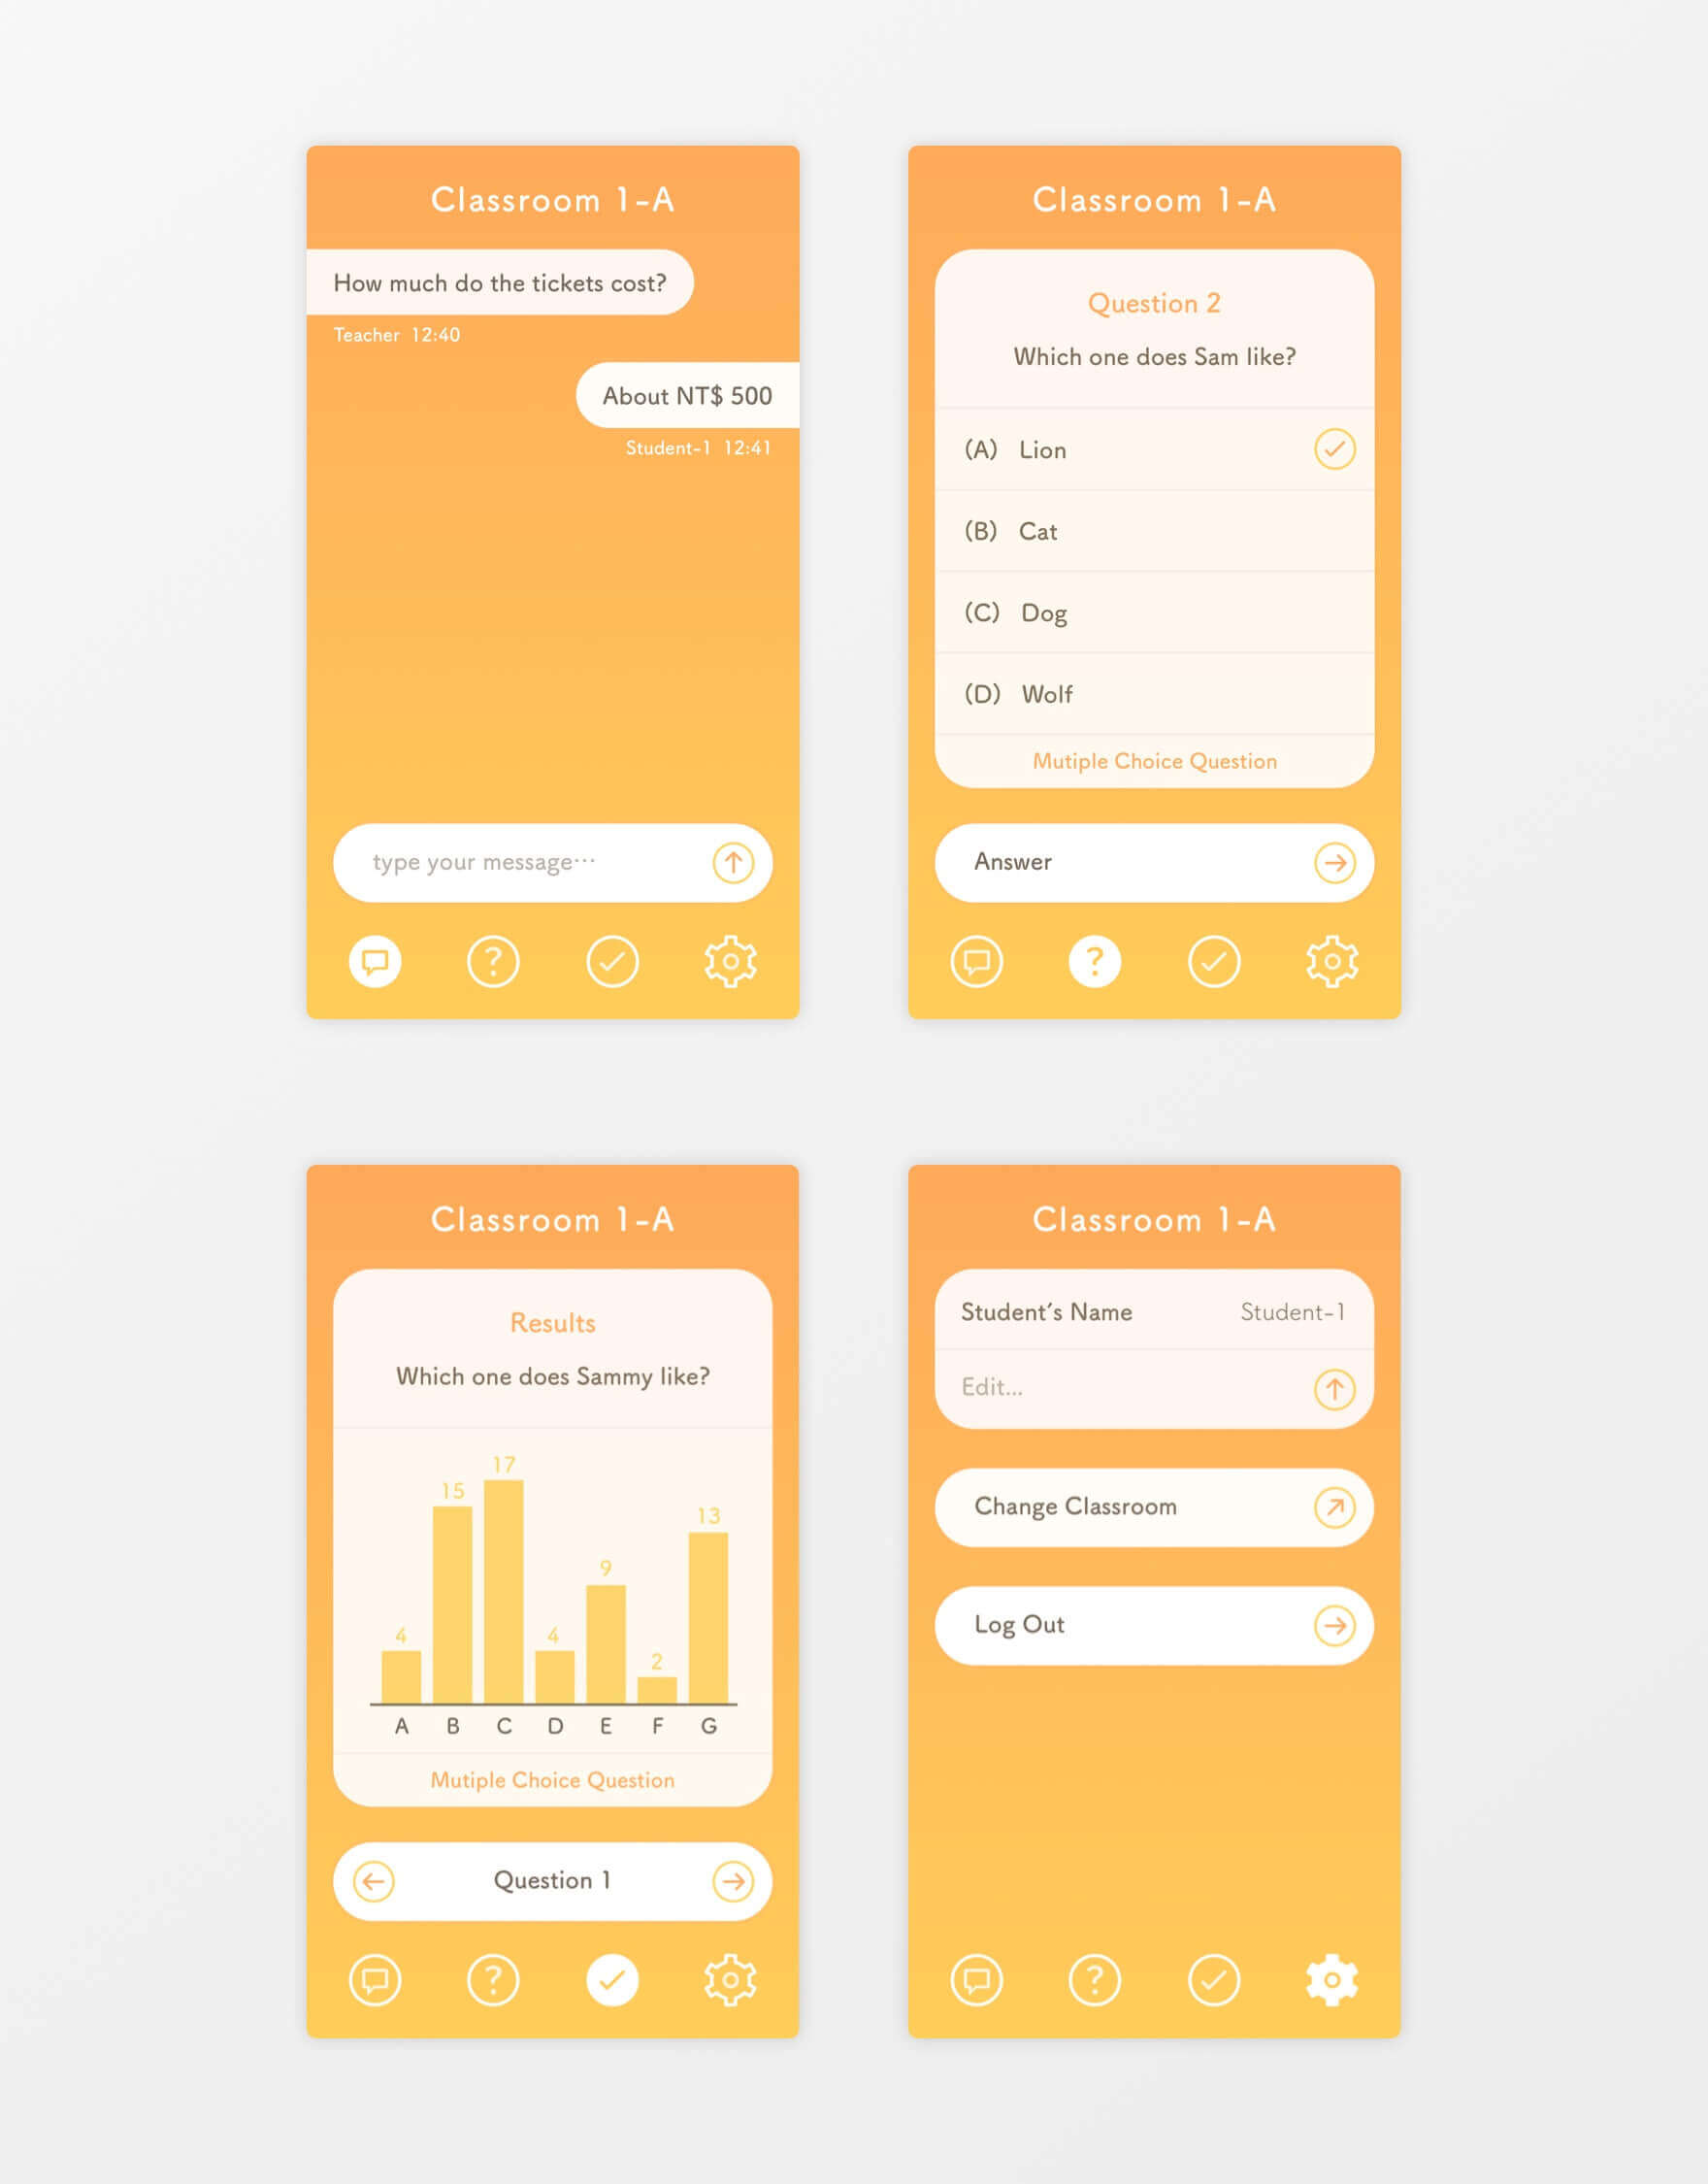 Classroom 1-A
How much do the tickets cost?
Teacher 12:40
About NT$ 500
Student-1 12:41
type your message···
?
Classroom 1-A
Question 2
Which one does Sam like?
(A) Lion
(B) Cat
(C) Dog
(D) Wolf
Mutiple Choice Question
Answer
?
Classroom 1-A
Results
Which one does Sammy like?
17
15
13
9
4
4
2
A B C D E F G
Mutiple Choice Question
Question 1
?
Classroom 1-A
Student's Name Student-1
Edit...
Change Classroom
Log Out
?